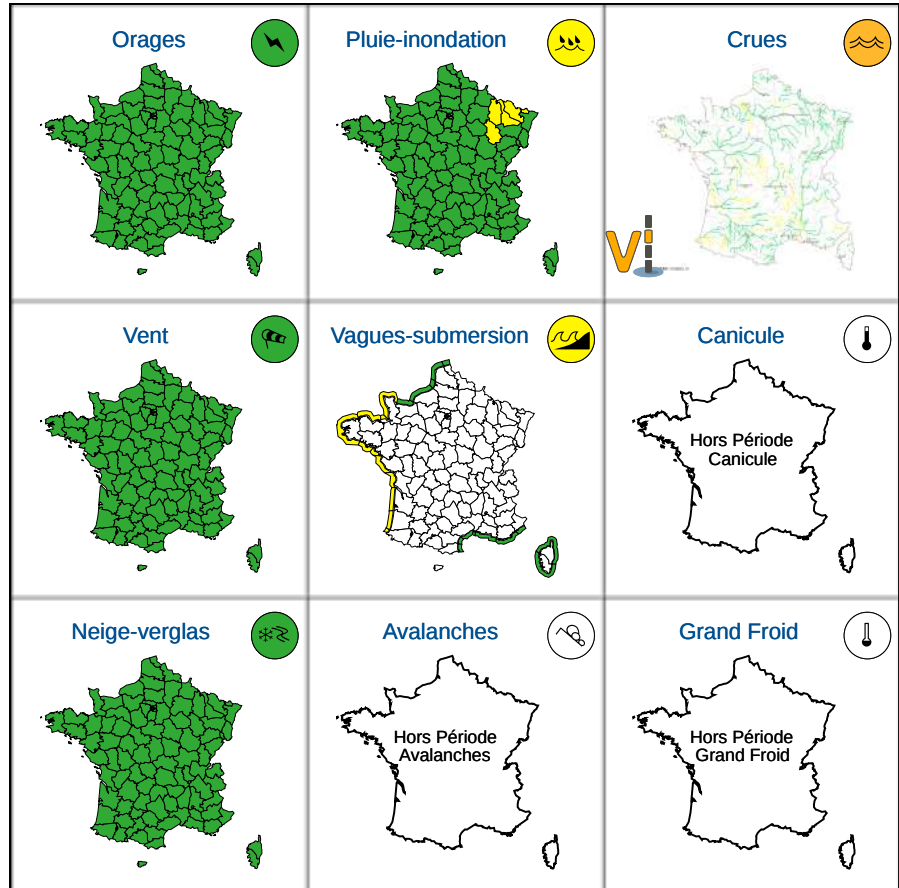 Orages
Pluie-inondation
Crues
Vi
Vent
Vagues-submersion
Canicule
Hors Période
Canicule
Neige-verglas
Avalanches
Hors Période
Avalanches
Grand Froid
Hors Période
Grand Froid